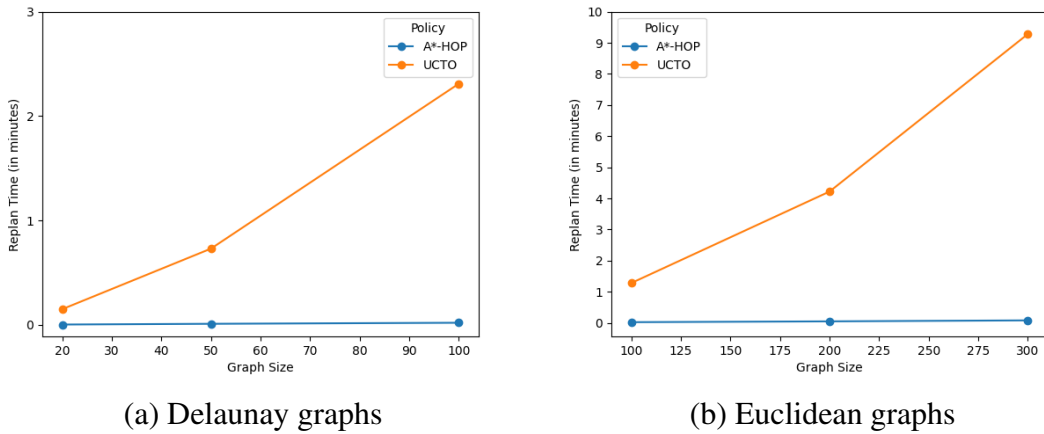 3
2
1
0
Replan Time (in minutes)
20 30 40 50 60 70 80 90 100
Graph Size
Policy
A*-HOP
UCTO
(a) Delaunay graphs
10
9
8
7
6
5
4
3
2
1
0
Replan Time (in minutes)
100 125 150 175 200 225 250 275 300
Graph Size
Policy
A*-HOP
UCTO
(b) Euclidean graphs